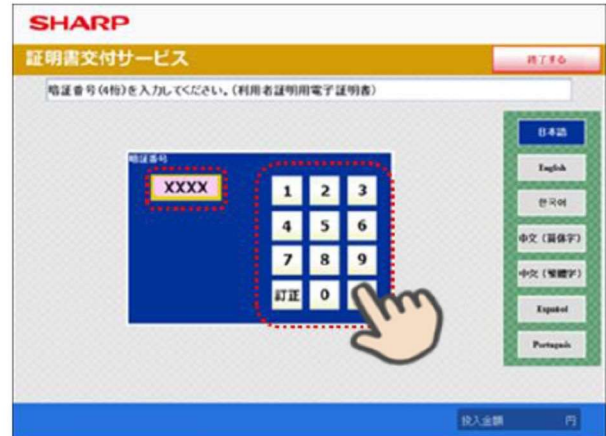 SHARP
証明書交付サービス
終了する
暗証番号(4桁)を入力してください。(利用者証明用電子証明書)
日本語
English
한국어
中文（简体字）
中文（繁體字）
Español
Português
暗証番号
XXXX
1 2 3
4 5 6
7 8 9
訂正 0
投入金額 円